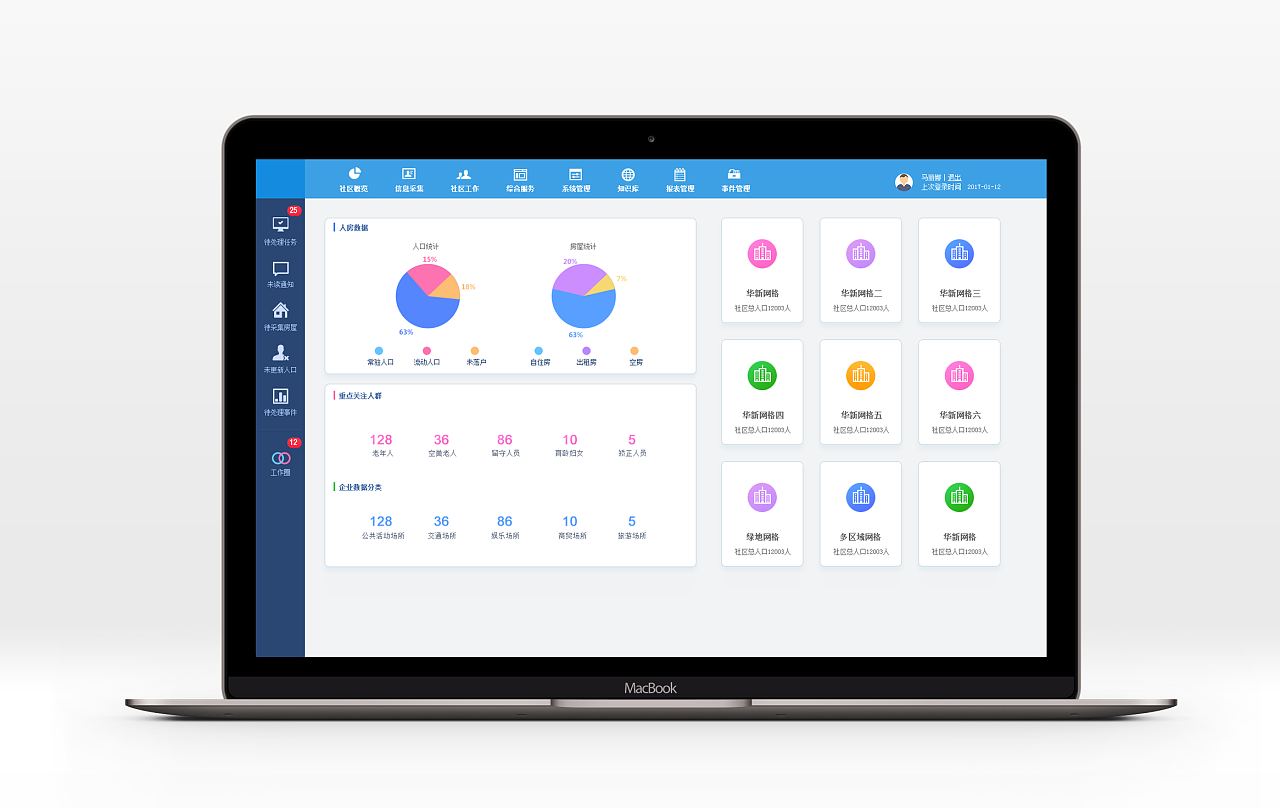 社区概览
信息采集
社区工作
综合服务
系统管理
知识库
报表管理
事件管理
马丽娜 | 退出
上次登录时间 2017-01-12
25
待处理任务
未读通知
待采集房屋
未更新人口
待处理事件
12
工作圈
人房数据
人口统计
15%
18%
63%
常驻人口
流动人口
未落户
房屋统计
20%
7%
63%
自住房
出租房
空房
重点关注人群
128
老年人
36
空巢老人
86
留守人员
10
育龄妇女
5
矫正人员
企业数据分类
128
公共活动场所
36
交通场所
86
娱乐场所
10
商贸场所
5
旅游场所
华新网格
社区总人口12003人
华新网格二
社区总人口12003人
华新网格三
社区总人口12003人
华新网格四
社区总人口12003人
华新网格五
社区总人口12003人
华新网格六
社区总人口12003人
绿地网格
社区总人口12003人
多区域网格
社区总人口12003人
华新网格
社区总人口12003人
MacBook